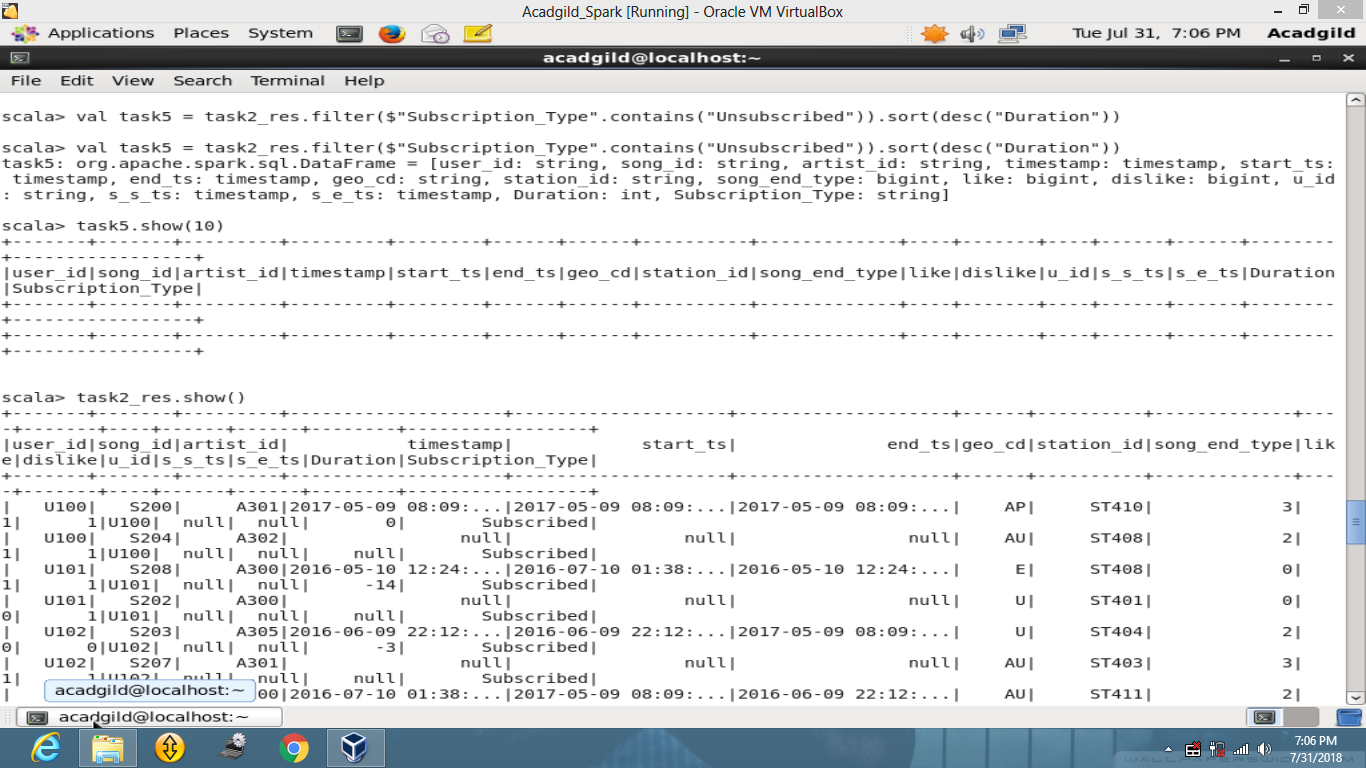 Acadgild_Spark [Running] - Oracle VM VirtualBox
Applications Places System Tue Jul 31, 7:06 PM Acadgild
acadgild@localhost:~
File Edit View Search Terminal Help
scala> val task5 = task2_res.filter($"Subscription_Type".contains("Unsubscribed")).sort(desc("Duration"))
scala> val task5 = task2_res.filter($"Subscription_Type".contains("Unsubscribed")).sort(desc("Duration"))
task5: org.apache.spark.sql.DataFrame = [user_id: string, song_id: string, artist_id: string, timestamp: timestamp, start_ts:
timestamp, end_ts: timestamp, geo_cd: string, station_id: string, song_end_type: bigint, like: bigint, dislike: bigint, u_id
: string, s_s_ts: timestamp, s_e_ts: timestamp, Duration: int, Subscription_Type: string]
scala> task5.show(10)
+-------+-------+---------+---------+--------+------+------+----------+-------------+----+-------+----+------+------+--------
+-----------------+
|user_id|song_id|artist_id|timestamp|start_ts|end_ts|geo_cd|station_id|song_end_type|like|dislike|u_id|s_s_ts|s_e_ts|Duration
|Subscription_Type|
+-------+-------+---------+---------+--------+------+------+----------+-------------+----+-------+----+------+------+--------
+-----------------+
+-------+-------+---------+---------+--------+------+------+----------+-------------+----+-------+----+------+------+--------
+-----------------+
scala> task2_res.show()
+-------+-------+---------+--------------------+--------------------+--------------------+------+----------+-------------+---
-+-------+----+------+------+--------+-----------------+
|user_id|song_id|artist_id| timestamp| start_ts| end_ts|geo_cd|station_id|song_end_type|lik
e|dislike|u_id|s_s_ts|s_e_ts|Duration|Subscription_Type|
+-------+-------+---------+--------------------+--------------------+--------------------+------+----------+-------------+---
-+-------+----+------+------+--------+-----------------+
| U100| S200| A301|2017-05-09 08:09:...|2017-05-09 08:09:...|2017-05-09 08:09:...| AP| ST410| 3|
1| 1|U100| null| null| 0| Subscribed|
| U100| S204| A302| null| null| null| AU| ST408| 2|
1| 1|U100| null| null| null| Subscribed|
| U101| S208| A300|2016-05-10 12:24:...|2016-07-10 01:38:...|2016-05-10 12:24:...| E| ST408| 0|
1| 1|U101| null| null| -14| Subscribed|
| U101| S202| A300| null| null| null| U| ST401| 0|
0| 1|U101| null| null| null| Subscribed|
| U102| S203| A305|2016-06-09 22:12:...|2016-06-09 22:12:...|2017-05-09 08:09:...| U| ST404| 2|
0| 0|U102| null| null| -3| Subscribed|
| U102| S207| A301| null| null| null| AU| ST403| 3|
1| 1|U102| null| null| null| Subscribed|
| 00|2016-07-10 01:38:...|2017-05-09 08:09:...|2016-06-09 22:12:...| AU| ST411| 2|
acadgild@localhost:~
acadgild@localhost:~
7:06 PM
7/31/2018